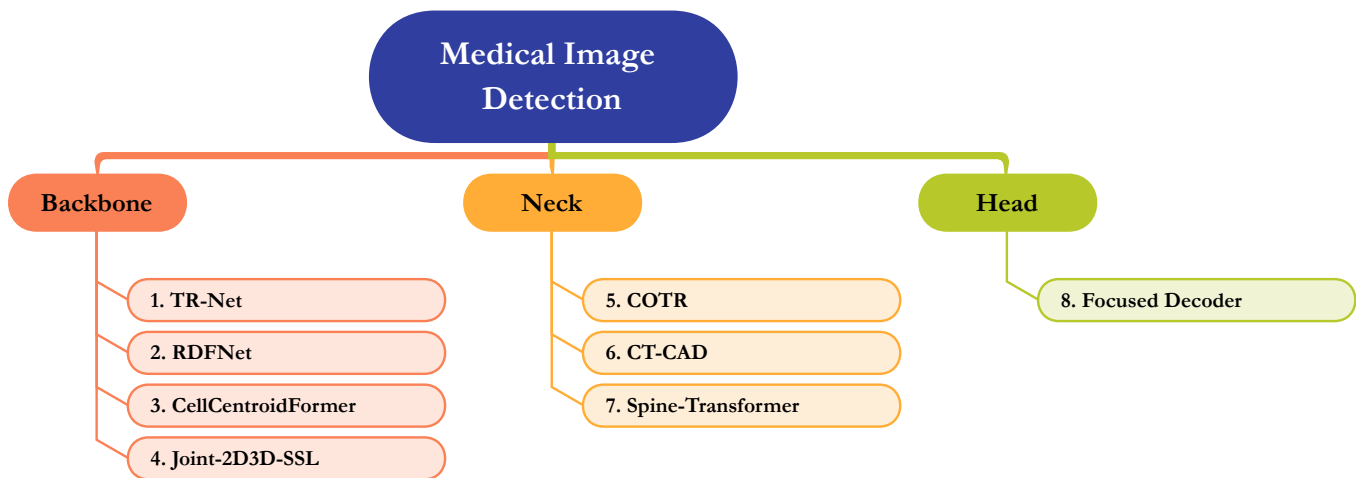 Medical Image
Detection
Backbone
Neck
Head
1. TR-Net
2. RDFNet
3. CellCentroidFormer
4. Joint-2D3D-SSL
5. COTR
6. CT-CAD
7. Spine-Transformer
8. Focused Decoder